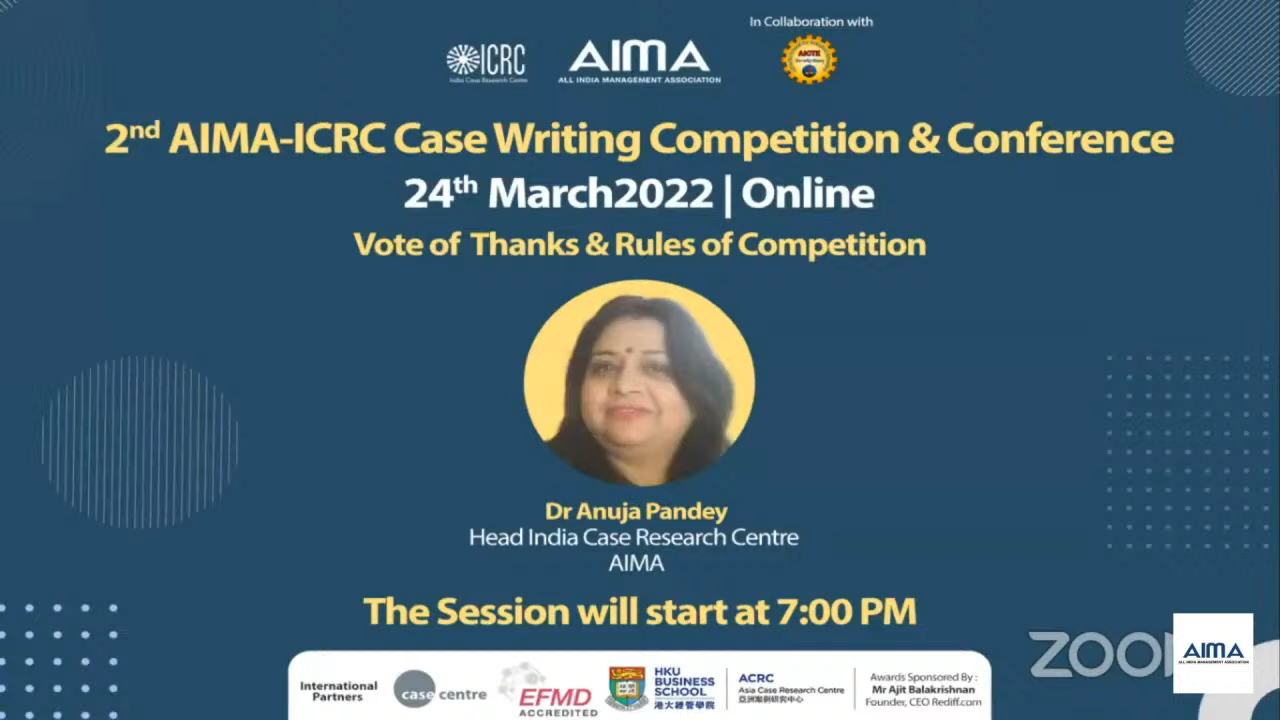 In Collaboration with
ICRC
India Case Research Centre
AIMA
ALL INDIA MANAGEMENT ASSOCIATION
AICTE
2nd AIMA-ICRC Case Writing Competition & Conference
24th March2022 | Online
Vote of Thanks & Rules of Competition
Dr Anuja Pandey
Head India Case Research Centre
AIMA
The Session will start at 7:00 PM
ZOO
AIMA
ALL INDIA MANAGEMENT ASSOCIATION
International
Partners
case centre
EFMD
ACCREDITED
HKU
BUSINESS
SCHOOL
港大經管學院
ACRC
Asia Case Research Centre
亞洲案例研究中心
Awards Sponsored By :
Mr Ajit Balakrishnan
Founder, CEO Rediff.com